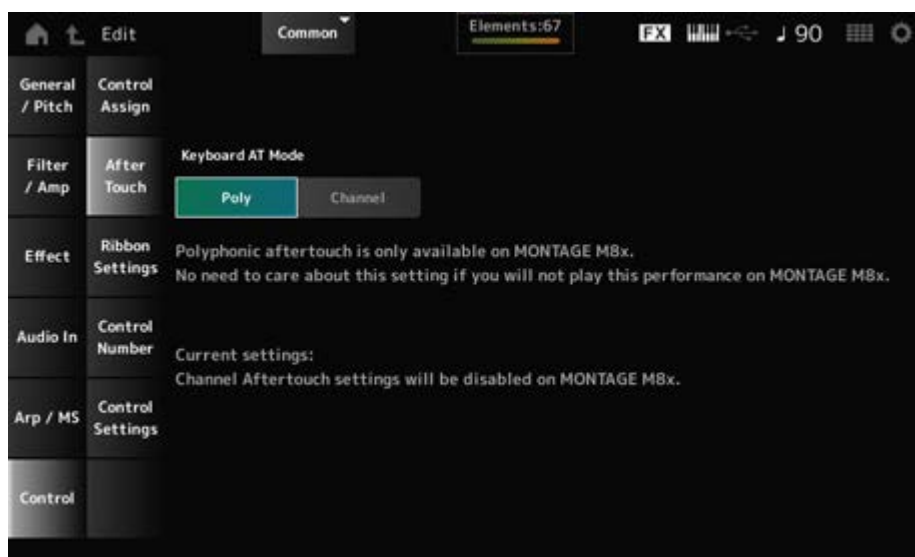 Edit
Common
Elements:67
FX
90
General
/ Pitch
Control
Assign
Filter
/ Amp
After
Touch
Keyboard AT Mode
Poly
Channel
Effect
Ribbon
Settings
Polyphonic aftertouch is only available on MONTAGE M8x.
No need to care about this setting if you will not play this performance on MONTAGE M8x.
Audio In
Control
Number
Current settings:
Channel Aftertouch settings will be disabled on MONTAGE M8x.
Arp / MS
Control
Settings
Control